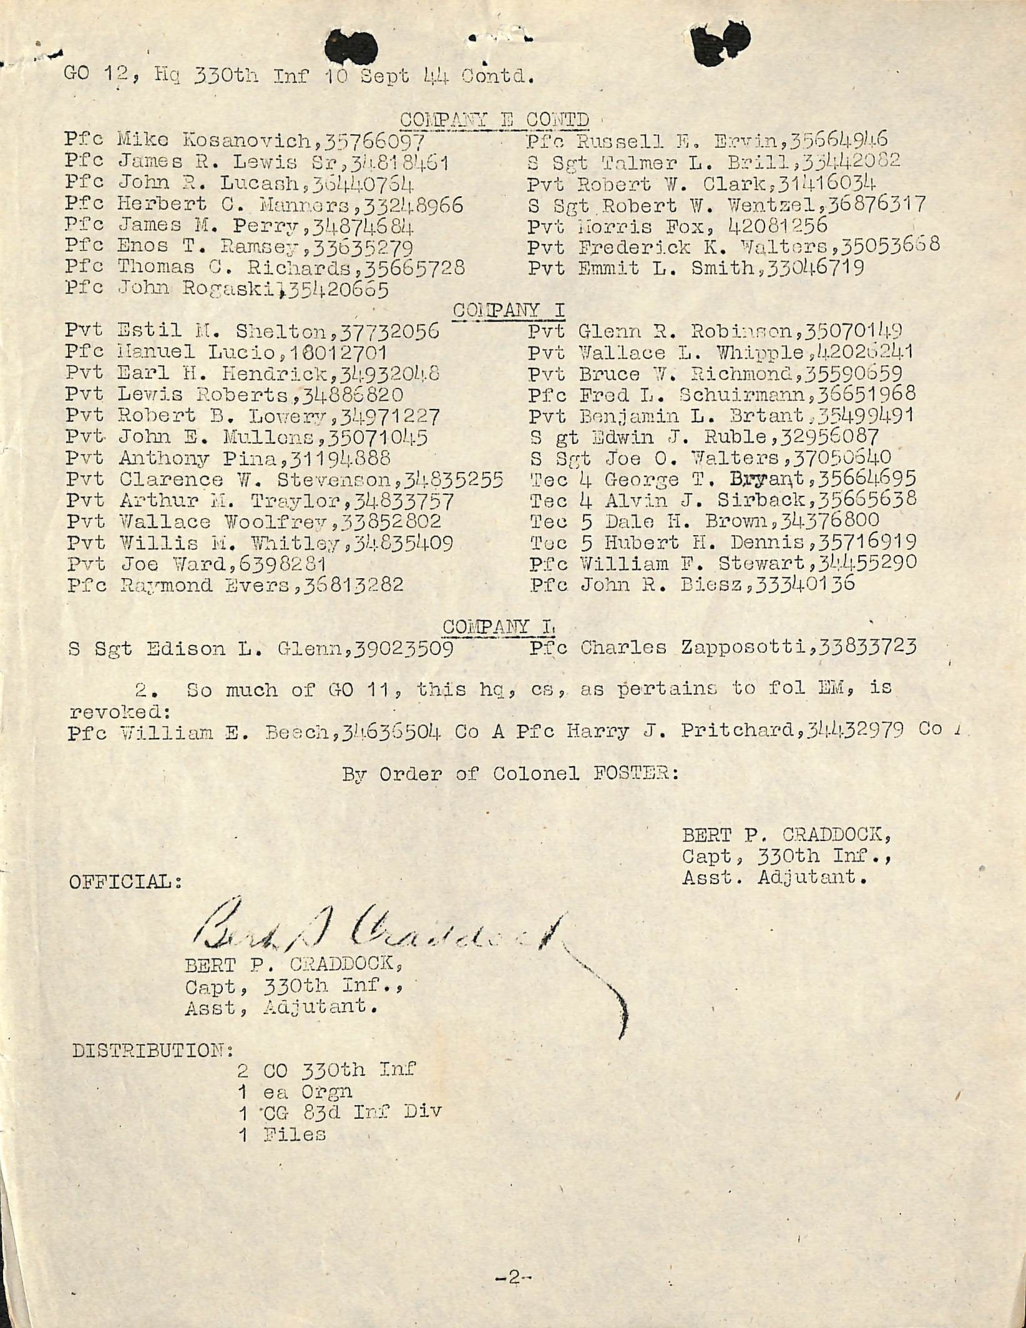 GO 12, Hq 330th Inf 10 Sept 44 Contd.
COMPANY E CONTD
Pfc Mike Kosanovich,35766097 Pfc Russell E. Ervin,35664946
Pfc James R. Lewis Sr,34818461 S Sgt Talmer L. Brill,33442082
Pfc John R. Lucash,36440764 Pvt Robert W. Clark,31416034
Pfc Herbert C. Manners,33248966 S Sgt Robert W. Wentzel,36876317
Pfc James M. Perry,34874684 Pvt Morris Fox, 42081256
Pfc Enos T. Ramsey,33635279 Pvt Frederick K. Walters,35053668
Pfc Thomas C. Richards,35665728 Pvt Emmit L. Smith,33046719
Pfc John Rogaski,35420665
COMPANY I
Pvt Estil M. Shelton,37732056 Pvt Glenn R. Robinson,35070149
Pfc Manuel Lucio,18012701 Pvt Wallace L. Whipple,42026241
Pvt Earl H. Hendrick,34932048 Pvt Bruce W. Richmond,35590659
Pvt Lewis Roberts,34886820 Pfc Fred L. Schuirmann,36651968
Pvt Robert B. Lowery,34971227 Pvt Benjamin L. Brtant,35499491
Pvt John E. Mullens,35071045 S gt Edwin J. Ruble,32956087
Pvt Anthony Pina,31194888 S Sgt Joe O. Walters,37050640
Pvt Clarence W. Stevenson,34835255 Tec 4 George T. Bryant,35664695
Pvt Arthur M. Traylor,34833757 Tec 4 Alvin J. Sirback,35665638
Pvt Wallace Woolfrey,33852802 Tec 5 Dale H. Brown,34376800
Pvt Willis M. Whitley,34835409 Tec 5 Hubert H. Dennis,35716919
Pvt Joe Ward,6398281 Pfc William F. Stewart,34455290
Pfc Raymond Evers,36813282 Pfc John R. Biesz,33340136
COMPANY L
S Sgt Edison L. Glenn,39023509 Pfc Charles Zapposotti,33833723
2. So much of GO 11, this hq, cs, as pertains to fol EM, is
revoked:
Pfc William E. Beach,34636504 Co A Pfc Harry J. Pritchard,34432979 Co
By Order of Colonel FOSTER:
BERT P. CRADDOCK,
Capt, 330th Inf.,
Asst. Adjutant.
OFFICIAL:
Bert P Craddock
BERT P. CRADDOCK,
Capt, 330th Inf.,
Asst, Adjutant.
DISTRIBUTION:
2 CO 330th Inf
1 ea Orgn
1 CG 83d Inf Div
1 Files
-2-